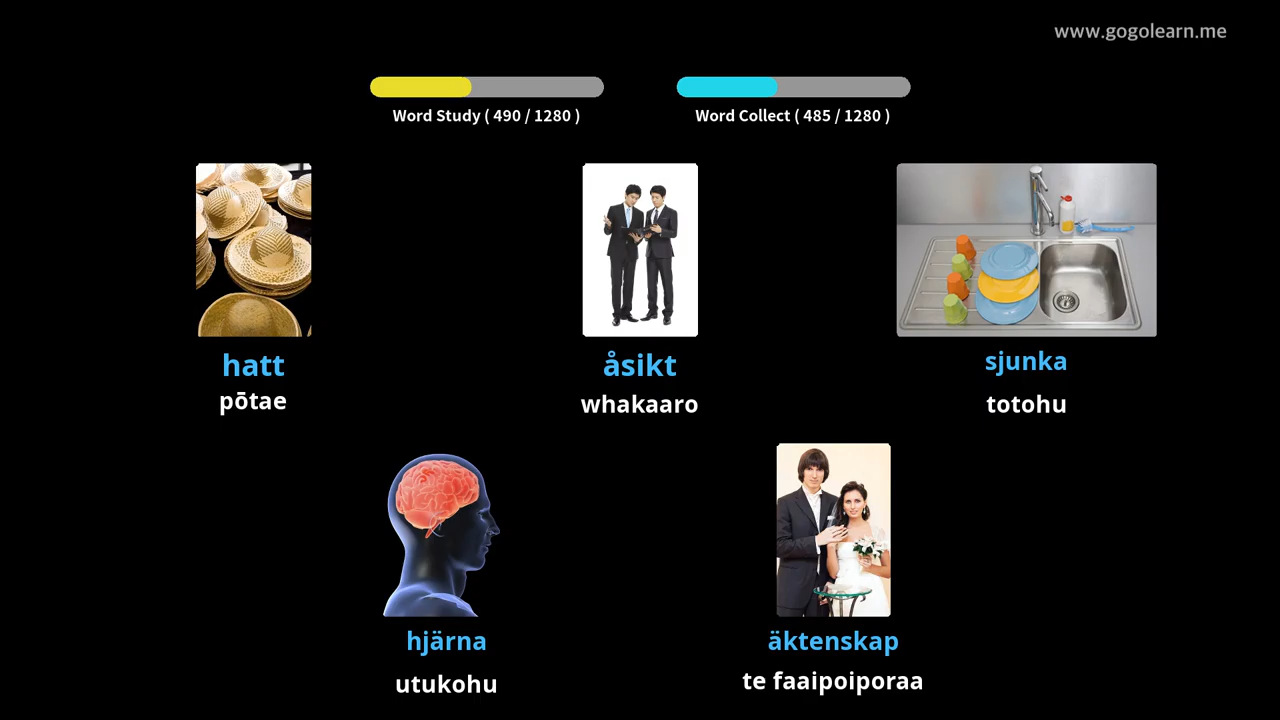 www.gogolearn.me
Word Study ( 490 / 1280 )
Word Collect ( 485 / 1280 )
hatt
pōtae
åsikt
whakaaro
sjunka
totohu
hjärna
utukohu
äktenskap
te faaipoiporaa